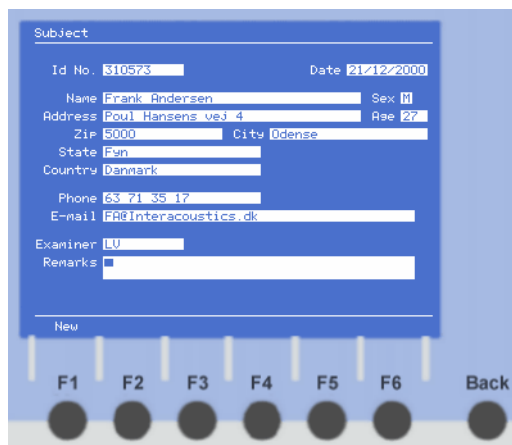 Subject
Id No. 310573 Date 21/12/2000
Name Frank Andersen Sex M
Address Poul Hansens vej 4 Age 27
Zip 5000 City Odense
State Fyn
Country Danmark
Phone 63 71 35 17
E-mail FA@Interacoustics.dk
Examiner LV
Remarks
New
F1 F2 F3 F4 F5 F6 Back